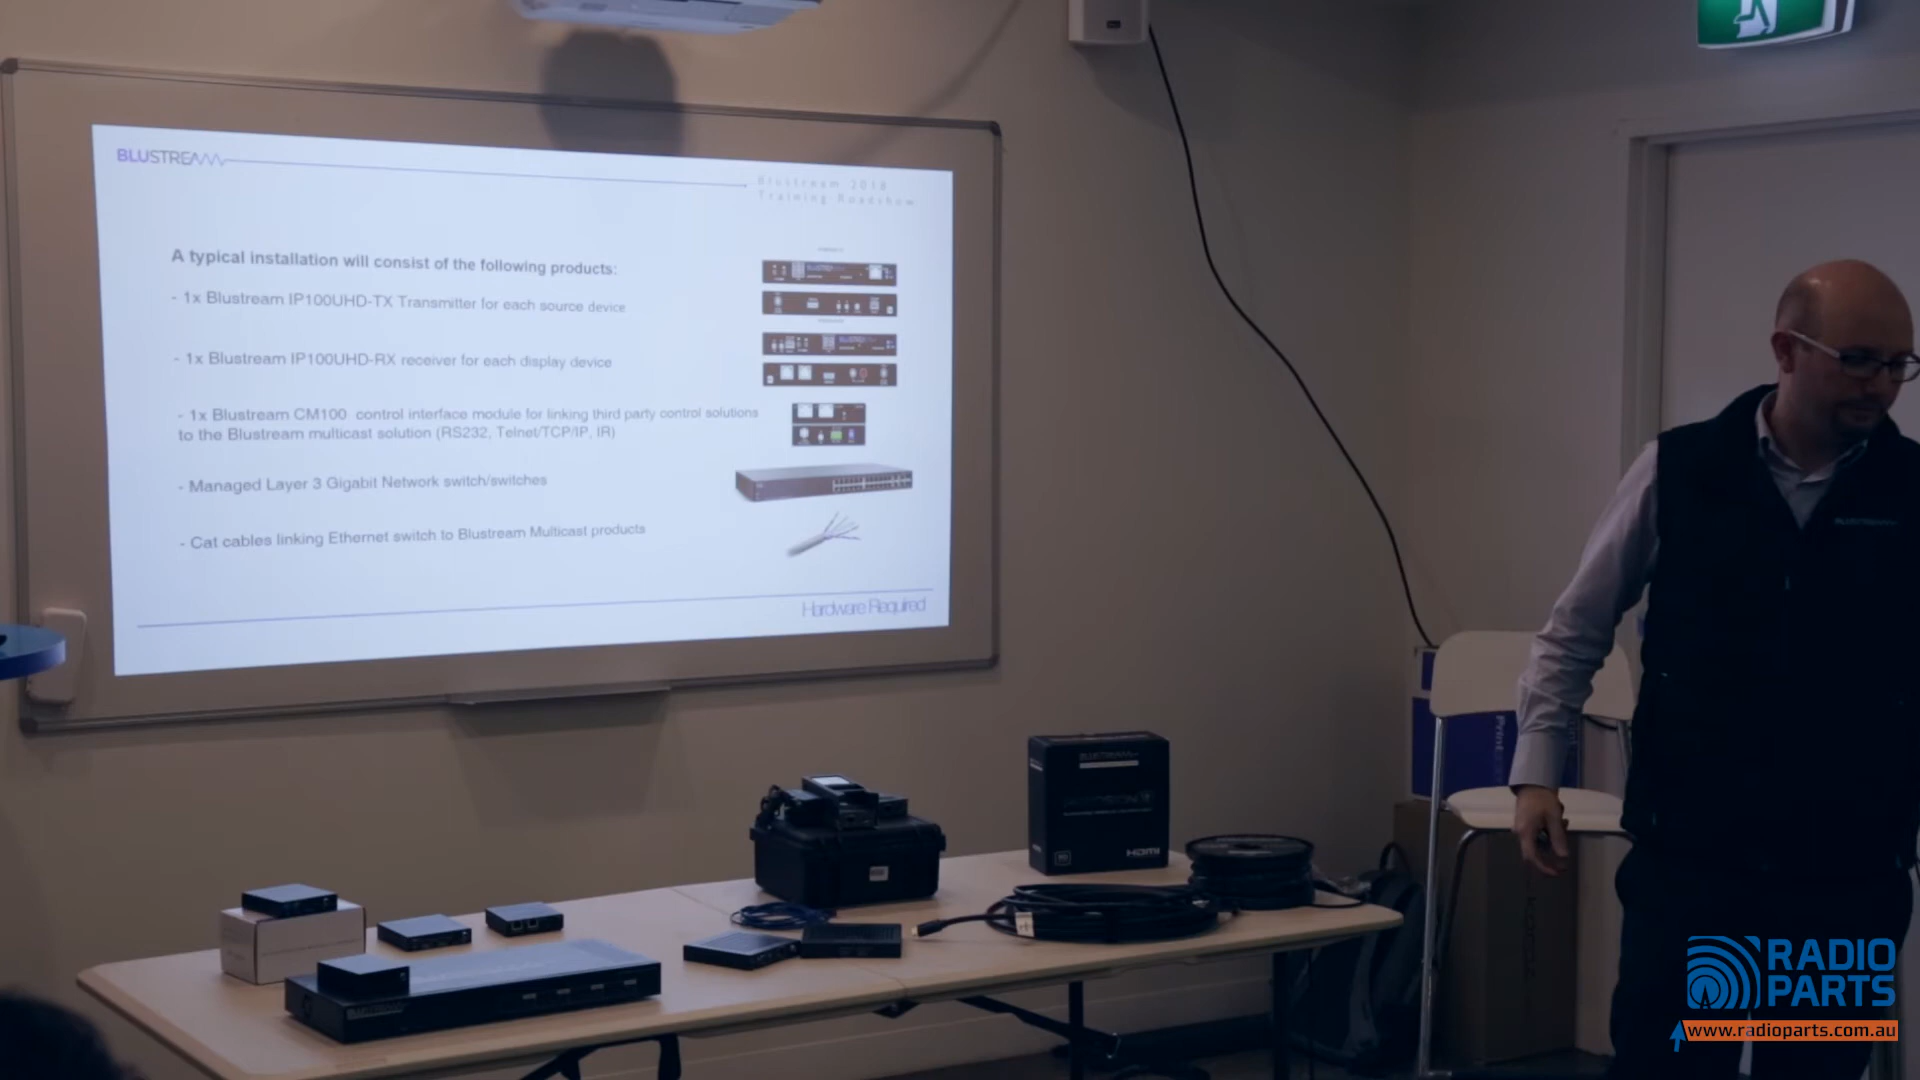 BLUSTREAM
Blustream 2018
Training Roadshow
A typical installation will consist of the following products:
- 1x Blustream IP100UHD-TX Transmitter for each source device
- 1x Blustream IP100UHD-RX receiver for each display device
- 1x Blustream CM100 control interface module for linking third party control solutions
to the Blustream multicast solution (RS232, Telnet/TCP/IP, IR)
- Managed Layer 3 Gigabit Network switch/switches
- Cat cables linking Ethernet switch to Blustream Multicast products
Hardware Required
BLUSTREAM
HDMI
BLUSTREAM
RADIO
PARTS
www.radioparts.com.au